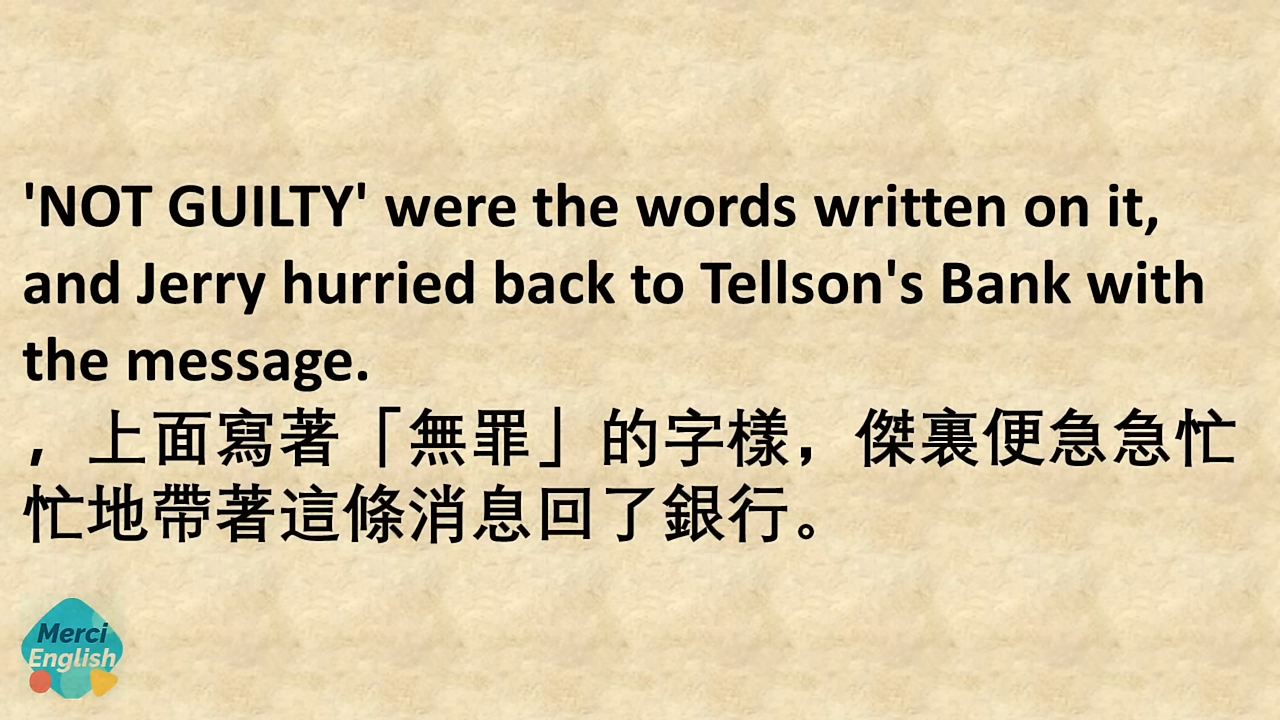 'NOT GUILTY' were the words written on it,
and Jerry hurried back to Tellson's Bank with
the message.
，上面寫著「無罪」的字樣，傑裏便急急忙
忙地帶著這條消息回了銀行。
Merci
English